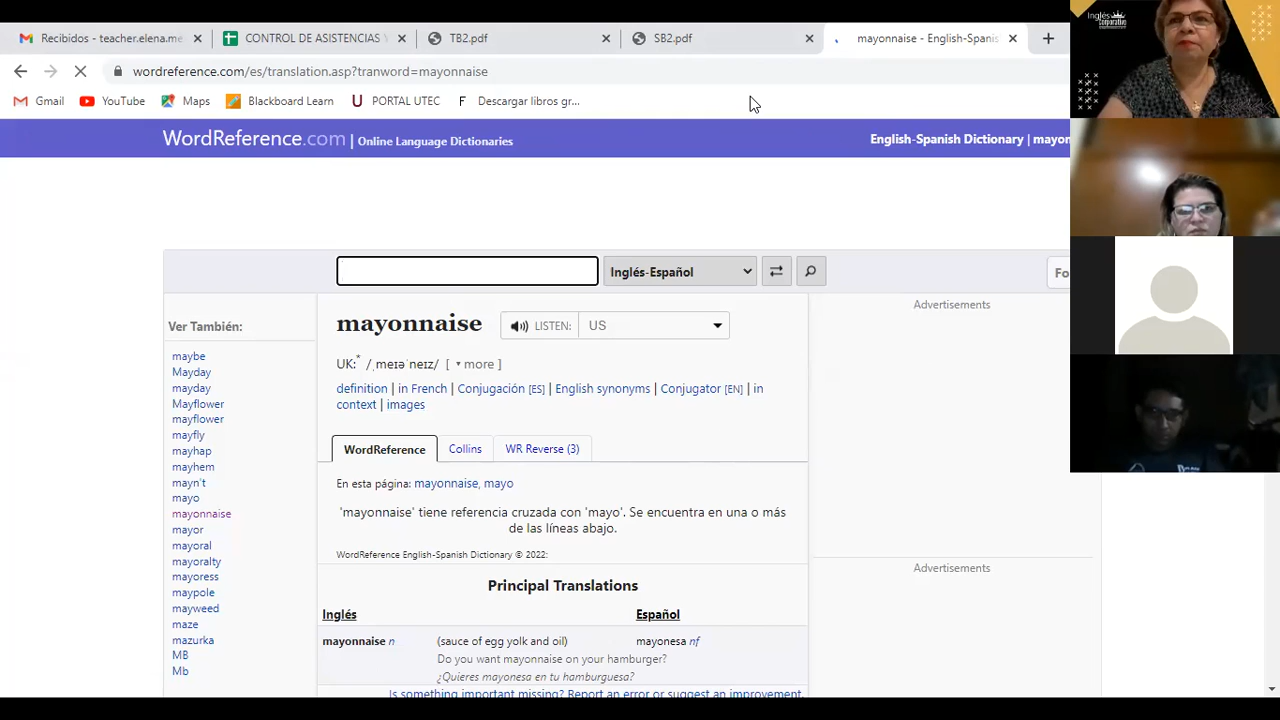 Recibidos - teacher.elena.me
CONTROL DE ASISTENCIAS Y
TB2.pdf
SB2.pdf
mayonnaise - English-Spanis
wordreference.com/es/translation.asp?tranword=mayonnaise
Gmail
YouTube
Maps
Blackboard Learn
PORTAL UTEC
Descargar libros gr...
Inglés
Corporativo
WordReference.com | Online Language Dictionaries
English-Spanish Dictionary | mayon
Inglés-Español
Fo
Ver También:
maybe
Mayday
mayday
Mayflower
mayflower
mayfly
mayhap
mayhem
mayn't
mayo
mayonnaise
mayor
mayoral
mayoralty
mayoress
maypole
mayweed
maze
mazurka
MB
Mb
mayonnaise
LISTEN:
US
UK:* /ˌmeɪəˈneɪz/ [ ▾ more ]
definition | in French | Conjugación [ES] | English synonyms | Conjugator [EN] | in
context | images
WordReference
Collins
WR Reverse (3)
En esta página: mayonnaise, mayo
'mayonnaise' tiene referencia cruzada con 'mayo'. Se encuentra en una o más
de las líneas abajo.
WordReference English-Spanish Dictionary © 2022:
Principal Translations
Inglés
Español
mayonnaise n
(sauce of egg yolk and oil)
mayonesa nf
Do you want mayonnaise on your hamburger?
¿Quieres mayonesa en tu hamburguesa?
Is something important missing? Report an error or suggest an improvement.
Advertisements
Advertisements